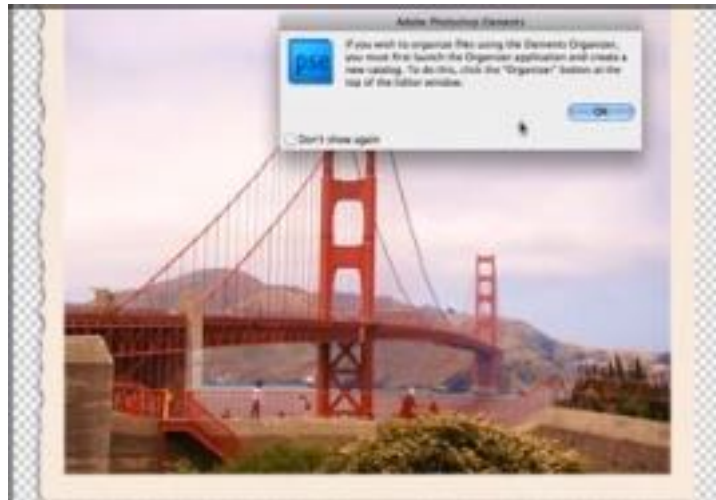 Adobe Photoshop Elements
pse
If you wish to organize files using the Elements Organizer,
you must first launch the Organizer application and create a
new catalog. To do this, click the "Organizer" button at the
top of the Editor window.
OK
Don't show again